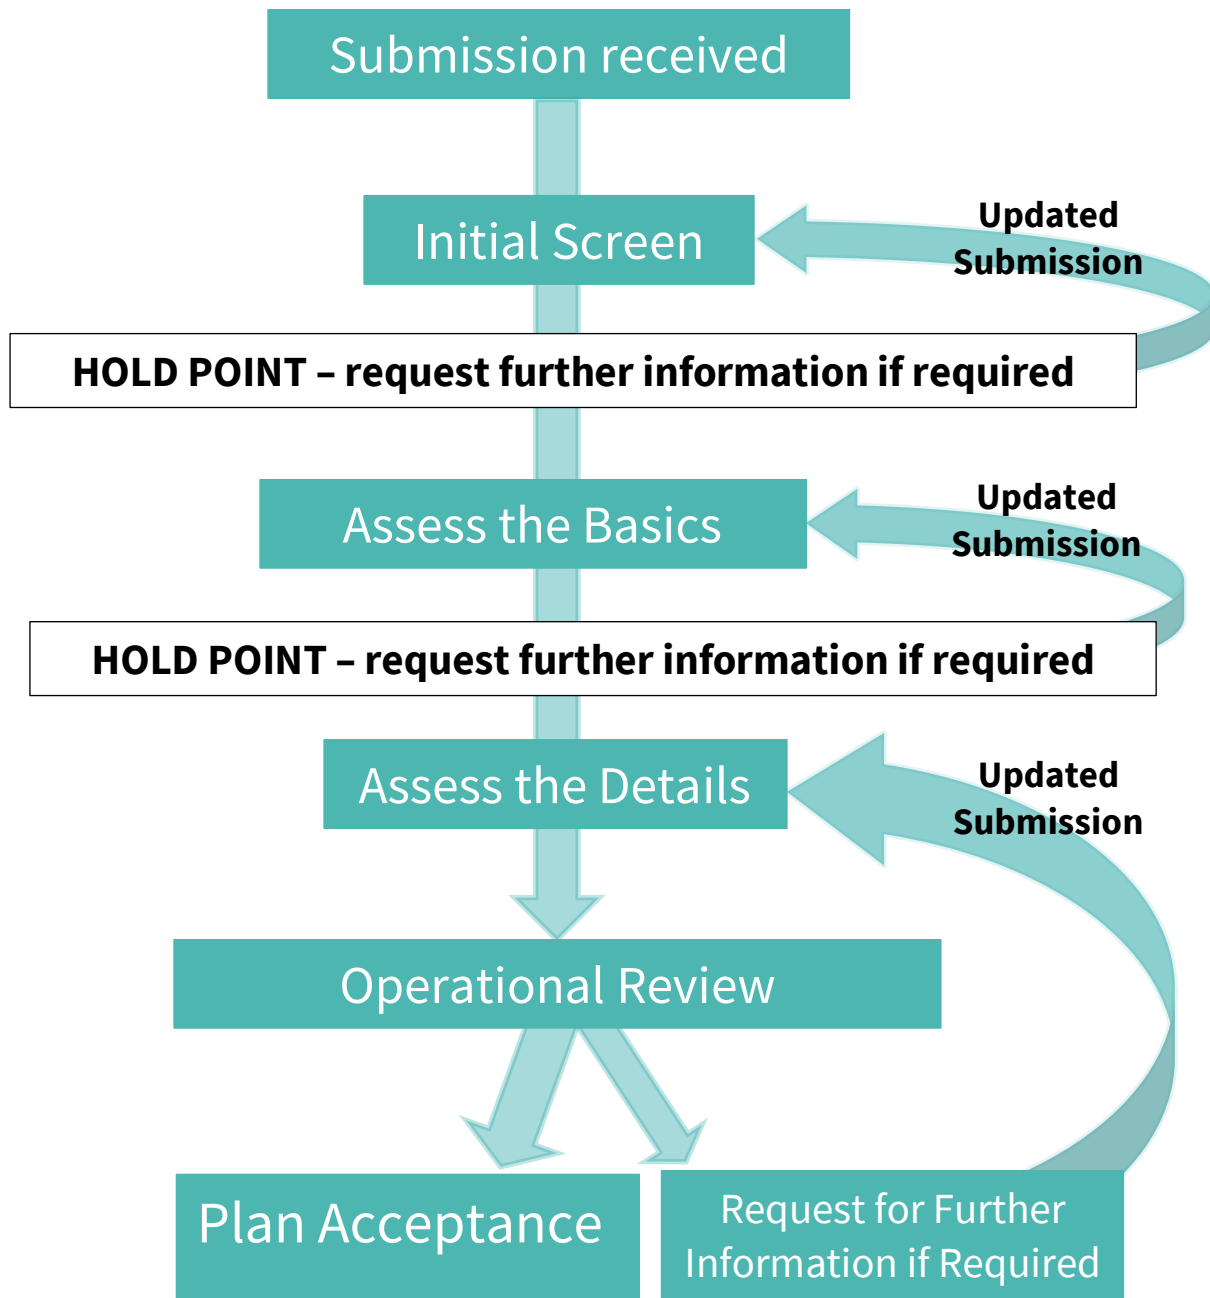 Submission received
Initial Screen
Updated
Submission
HOLD POINT – request further information if required
Assess the Basics
Updated
Submission
HOLD POINT – request further information if required
Assess the Details
Updated
Submission
Operational Review
Plan Acceptance
Request for Further
Information if Required